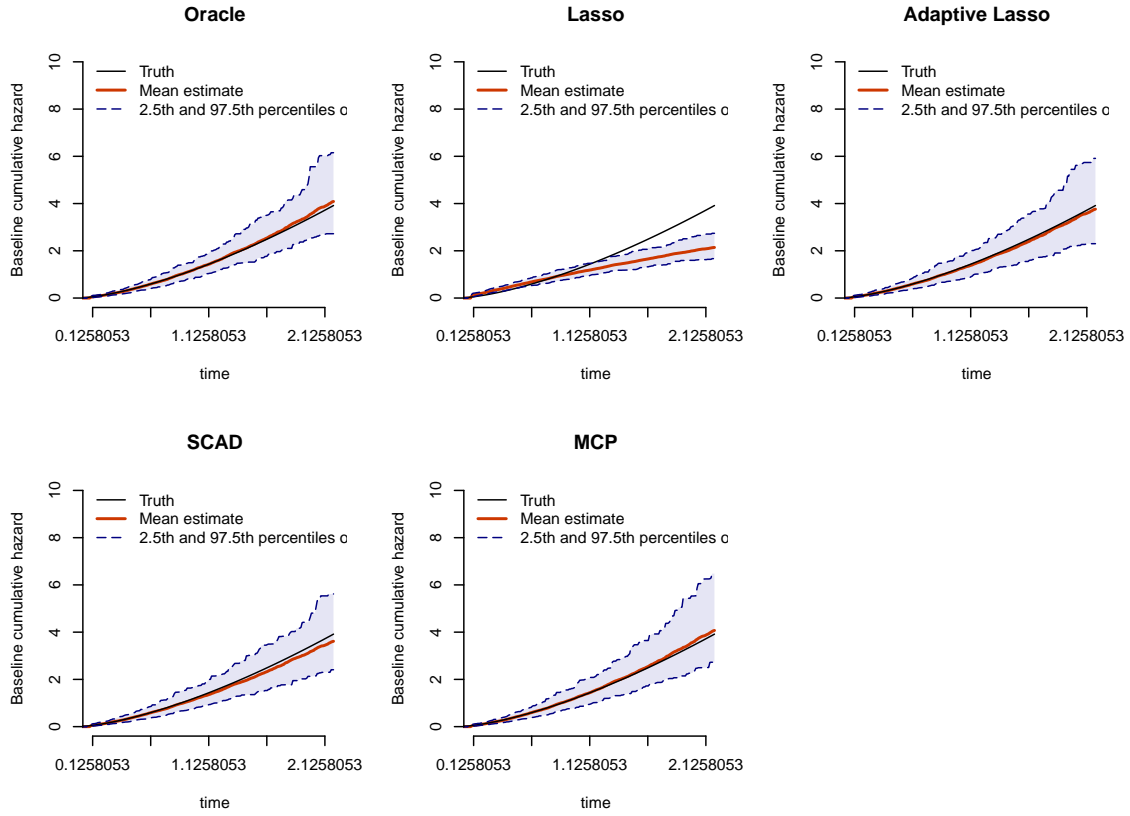 Oracle
Baseline cumulative hazard
10
8
6
4
2
0
Truth
Mean estimate
2.5th and 97.5th percentiles o
0.1258053
1.1258053
2.1258053
time
Lasso
Baseline cumulative hazard
10
8
6
4
2
0
Truth
Mean estimate
2.5th and 97.5th percentiles o
0.1258053
1.1258053
2.1258053
time
Adaptive Lasso
Baseline cumulative hazard
10
8
6
4
2
0
Truth
Mean estimate
2.5th and 97.5th percentiles o
0.1258053
1.1258053
2.1258053
time
SCAD
Baseline cumulative hazard
10
8
6
4
2
0
Truth
Mean estimate
2.5th and 97.5th percentiles o
0.1258053
1.1258053
2.1258053
time
MCP
Baseline cumulative hazard
10
8
6
4
2
0
Truth
Mean estimate
2.5th and 97.5th percentiles o
0.1258053
1.1258053
2.1258053
time